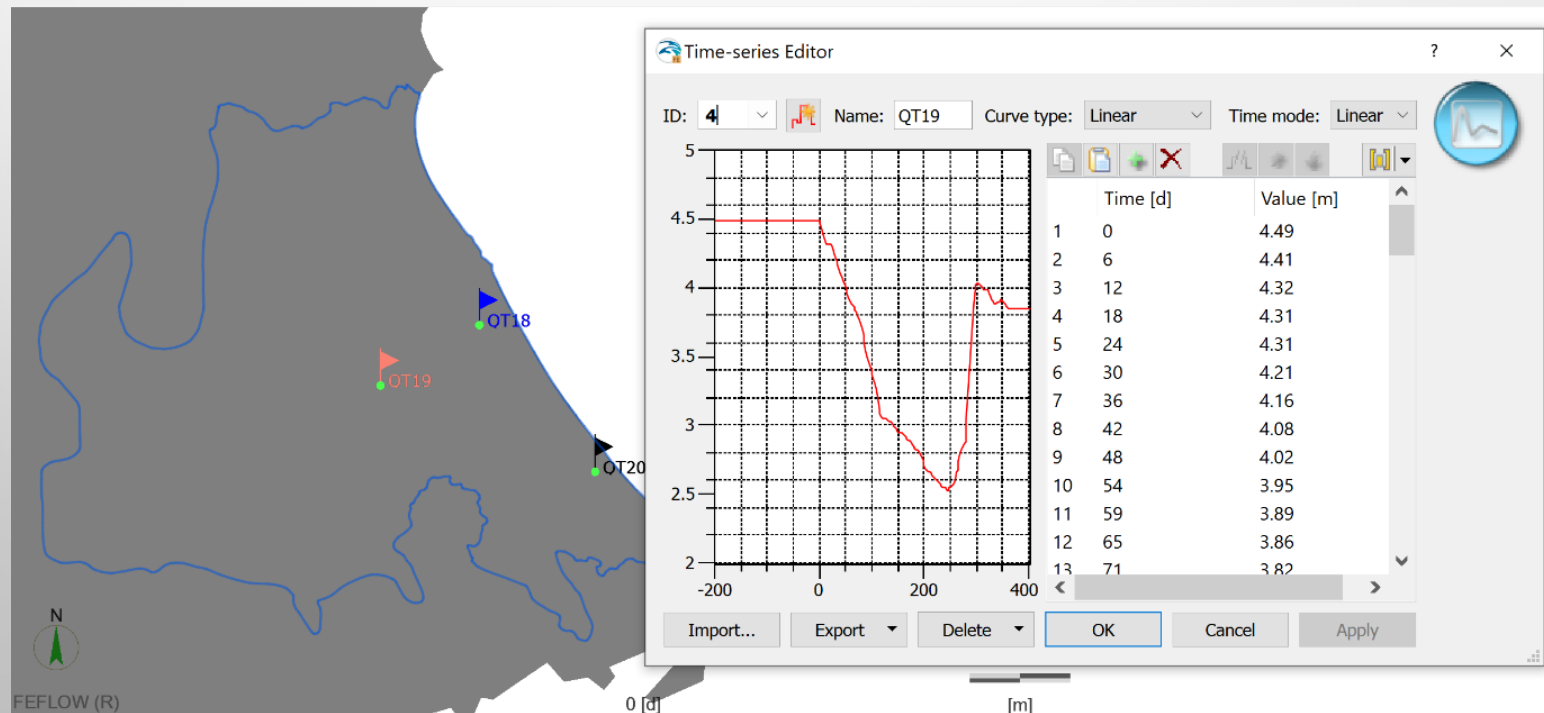 Time-series Editor
?
ID: 4 Name: QT19 Curve type: Linear Time mode: Linear
5
4.5
4
3.5
3
2.5
2
-200 0 200 400
Time [d] Value [m]
1 0 4.49
2 6 4.41
3 12 4.32
4 18 4.31
5 24 4.31
6 30 4.21
7 36 4.16
8 42 4.08
9 48 4.02
10 54 3.95
11 59 3.89
12 65 3.86
13 71 3.82
Import... Export Delete OK Cancel Apply
QT18
QT19
QT20
N
FEFLOW (R)
0 [d]
[m]